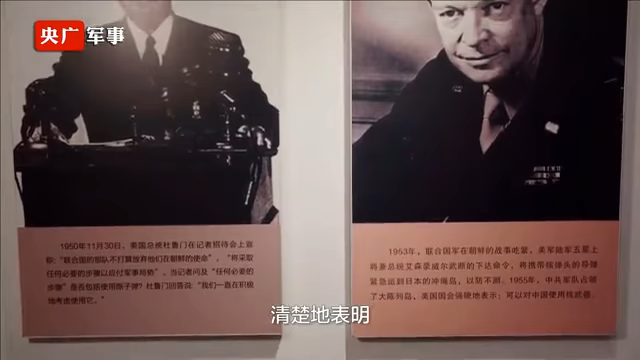 央广军事
1950年11月30日，美国总统杜鲁门在记者招待会上宣
称：“联合国的部队不打算放弃他们在朝鲜的使命”，“将采取
任何必要的步骤以应付军事局势”，当记者问及“任何必要的
步骤”是否包括使用原子弹？杜鲁门回答说：“我们一直在积极
地考虑使用它。”
1953年，联合国军在朝鲜的战事吃紧，美军陆军五星上
将兼总统艾森豪威尔武断的下达命令，将携带核弹头的导弹
紧急运到日本的冲绳岛，以防不测。1955年，中共军队占领
了大陈列岛，美国国会强硬地表示：可以对中国使用核武器。
清楚地表明